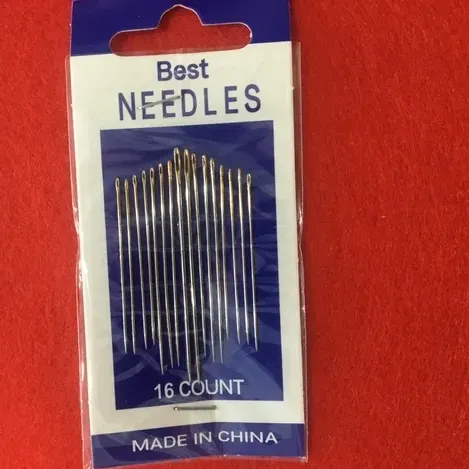 Best
NEEDLES
16 COUNT
MADE IN CHINA